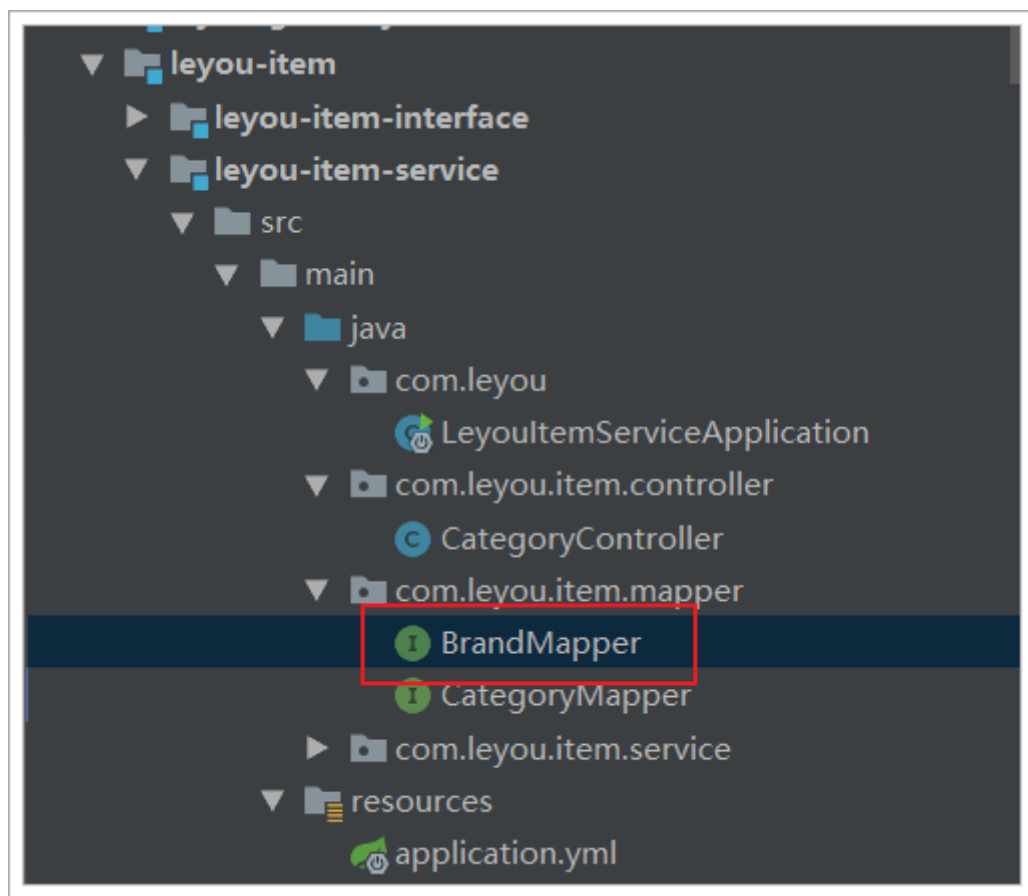 leyou-item
leyou-item-interface
leyou-item-service
src
main
java
com.leyou
LeyouItemServiceApplication
com.leyou.item.controller
CategoryController
com.leyou.item.mapper
BrandMapper
CategoryMapper
com.leyou.item.service
resources
application.yml